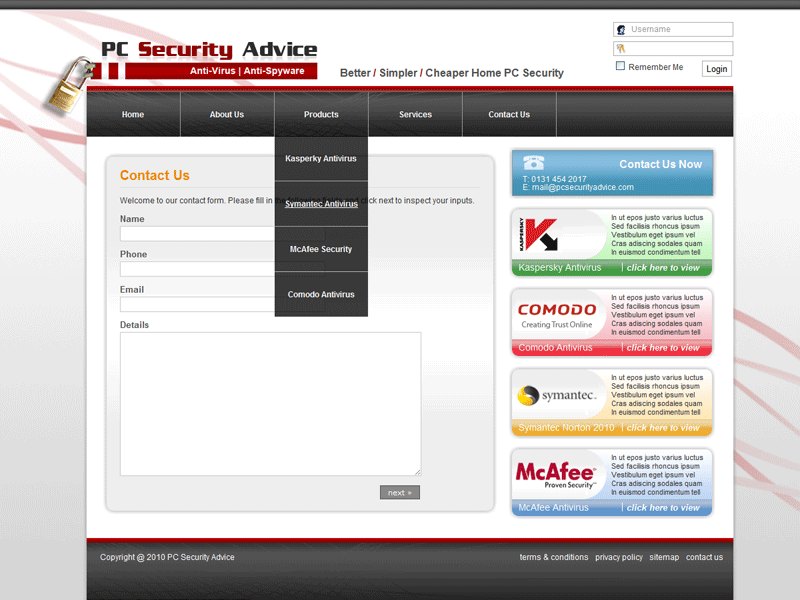 PC Security Advice
Anti-Virus | Anti-Spyware
Better / Simpler / Cheaper Home PC Security
Username
Remember Me
Login
Home
About Us
Products
Services
Contact Us
Kasperky Antivirus
Symantec Antivirus
McAfee Security
Comodo Antivirus
Contact Us
Welcome to our contact form. Please fill in click next to inspect your inputs.
Name
Phone
Email
Details
next »
Contact Us Now
T: 0131 454 2017
E: mail@pcsecurityadvice.com
KASPERSKY
In ut epos justo varius luctus
Sed facilisis rhoncus ipsum
Vestibulum eget ipsum vel
Cras adiscing sodales quam
In euismod condimentum tell
Kaspersky Antivirus | click here to view
COMODO
Creating Trust Online
In ut epos justo varius luctus
Sed facilisis rhoncus ipsum
Vestibulum eget ipsum vel
Cras adiscing sodales quam
In euismod condimentum tell
Comodo Antivirus | click here to view
symantec.
In ut epos justo varius luctus
Sed facilisis rhoncus ipsum
Vestibulum eget ipsum vel
Cras adiscing sodales quam
In euismod condimentum tell
Symantec Norton 2010 | click here to view
McAfee
Proven Security™
In ut epos justo varius luctus
Sed facilisis rhoncus ipsum
Vestibulum eget ipsum vel
Cras adiscing sodales quam
In euismod condimentum tell
McAfee Antivirus | click here to view
Copyright @ 2010 PC Security Advice
terms & conditions privacy policy sitemap contact us